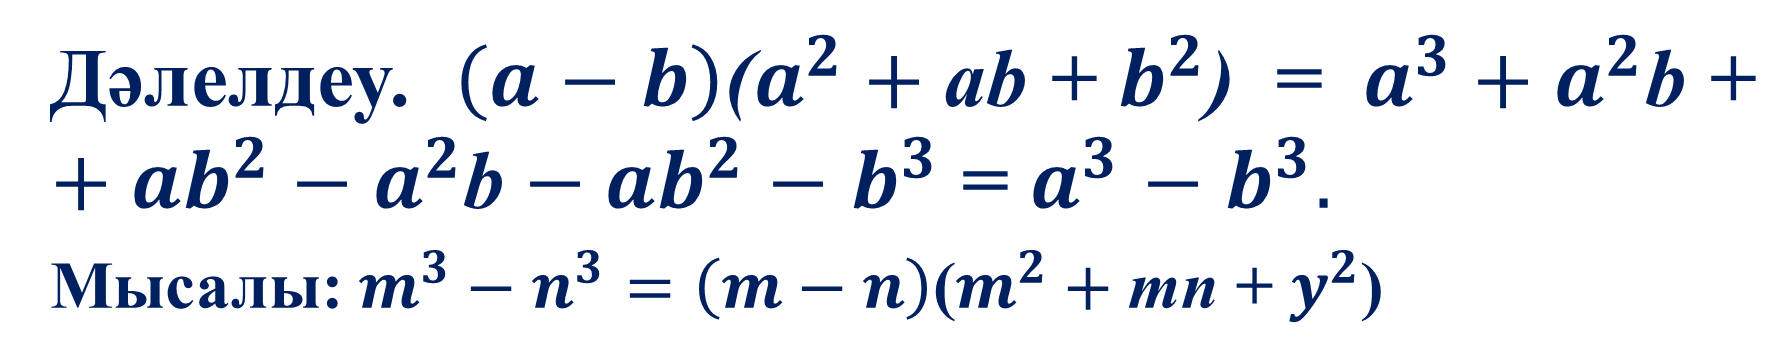 Дәлелдеу. (a − b)(a² + ab + b²) = a³ + a²b +
+ ab² − a²b − ab² − b³ = a³ − b³.
Мысалы: m³ − n³ = (m − n)(m² + mn + y²)